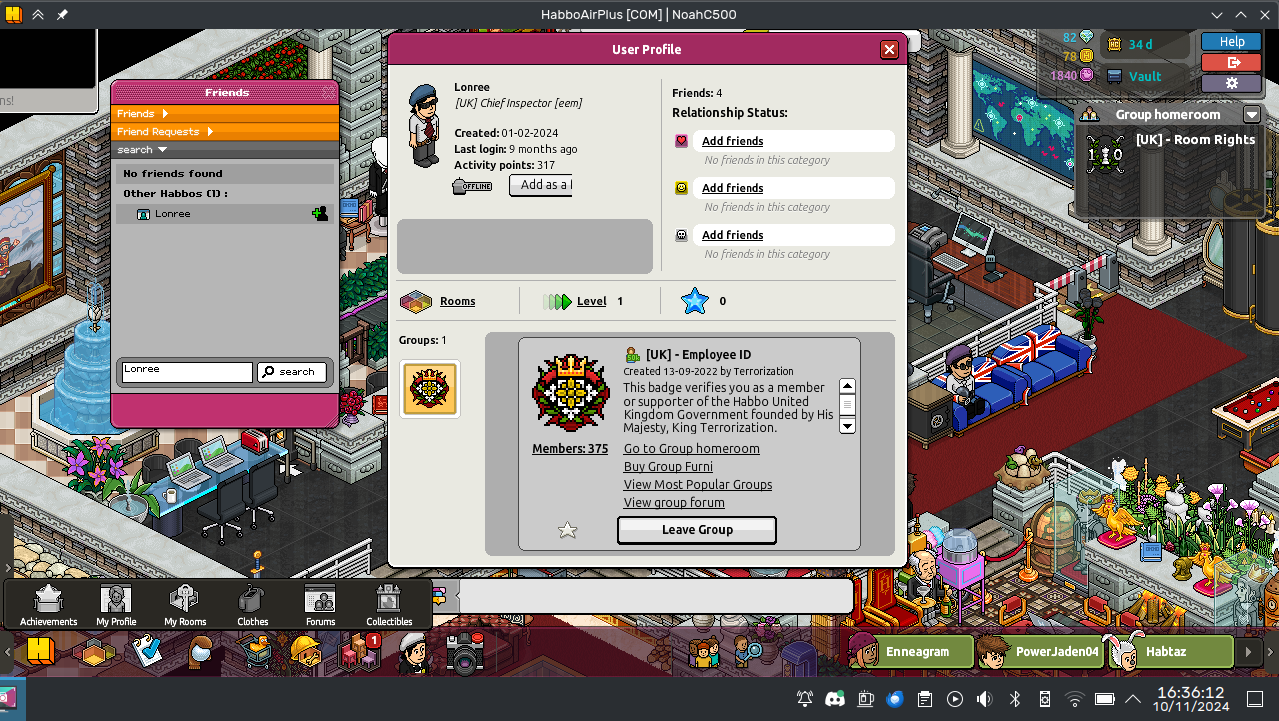 HabboAirPlus [COM] | NoahC500
ns!
Friends
Friends
Friend Requests
search
No friends found
Other Habbos (1) :
Lonree
Lonree
search
User Profile
Lonree
[UK] Chief Inspector [eem]
Created: 01-02-2024
Last login: 9 months ago
Activity points: 317
OFFLINE
Add as a f
Friends: 4
Relationship Status:
Add friends
No friends in this category
Add friends
No friends in this category
Add friends
No friends in this category
Rooms
Level 1
0
Groups: 1
[UK] - Employee ID
Created 13-09-2022 by Terrorization
This badge verifies you as a member
or supporter of the Habbo United
Kingdom Government founded by His
Majesty, King Terrorization.
Members: 375
Go to Group homeroom
Buy Group Furni
View Most Popular Groups
View group forum
Leave Group
82
78
1840
HC
34 d
Vault
Help
Group homeroom
[UK] - Room Rights
Achievements
My Profile
My Rooms
Clothes
Forums
Collectibles
1
Enneagram
PowerJaden04
Habtaz
16:36:12
10/11/2024